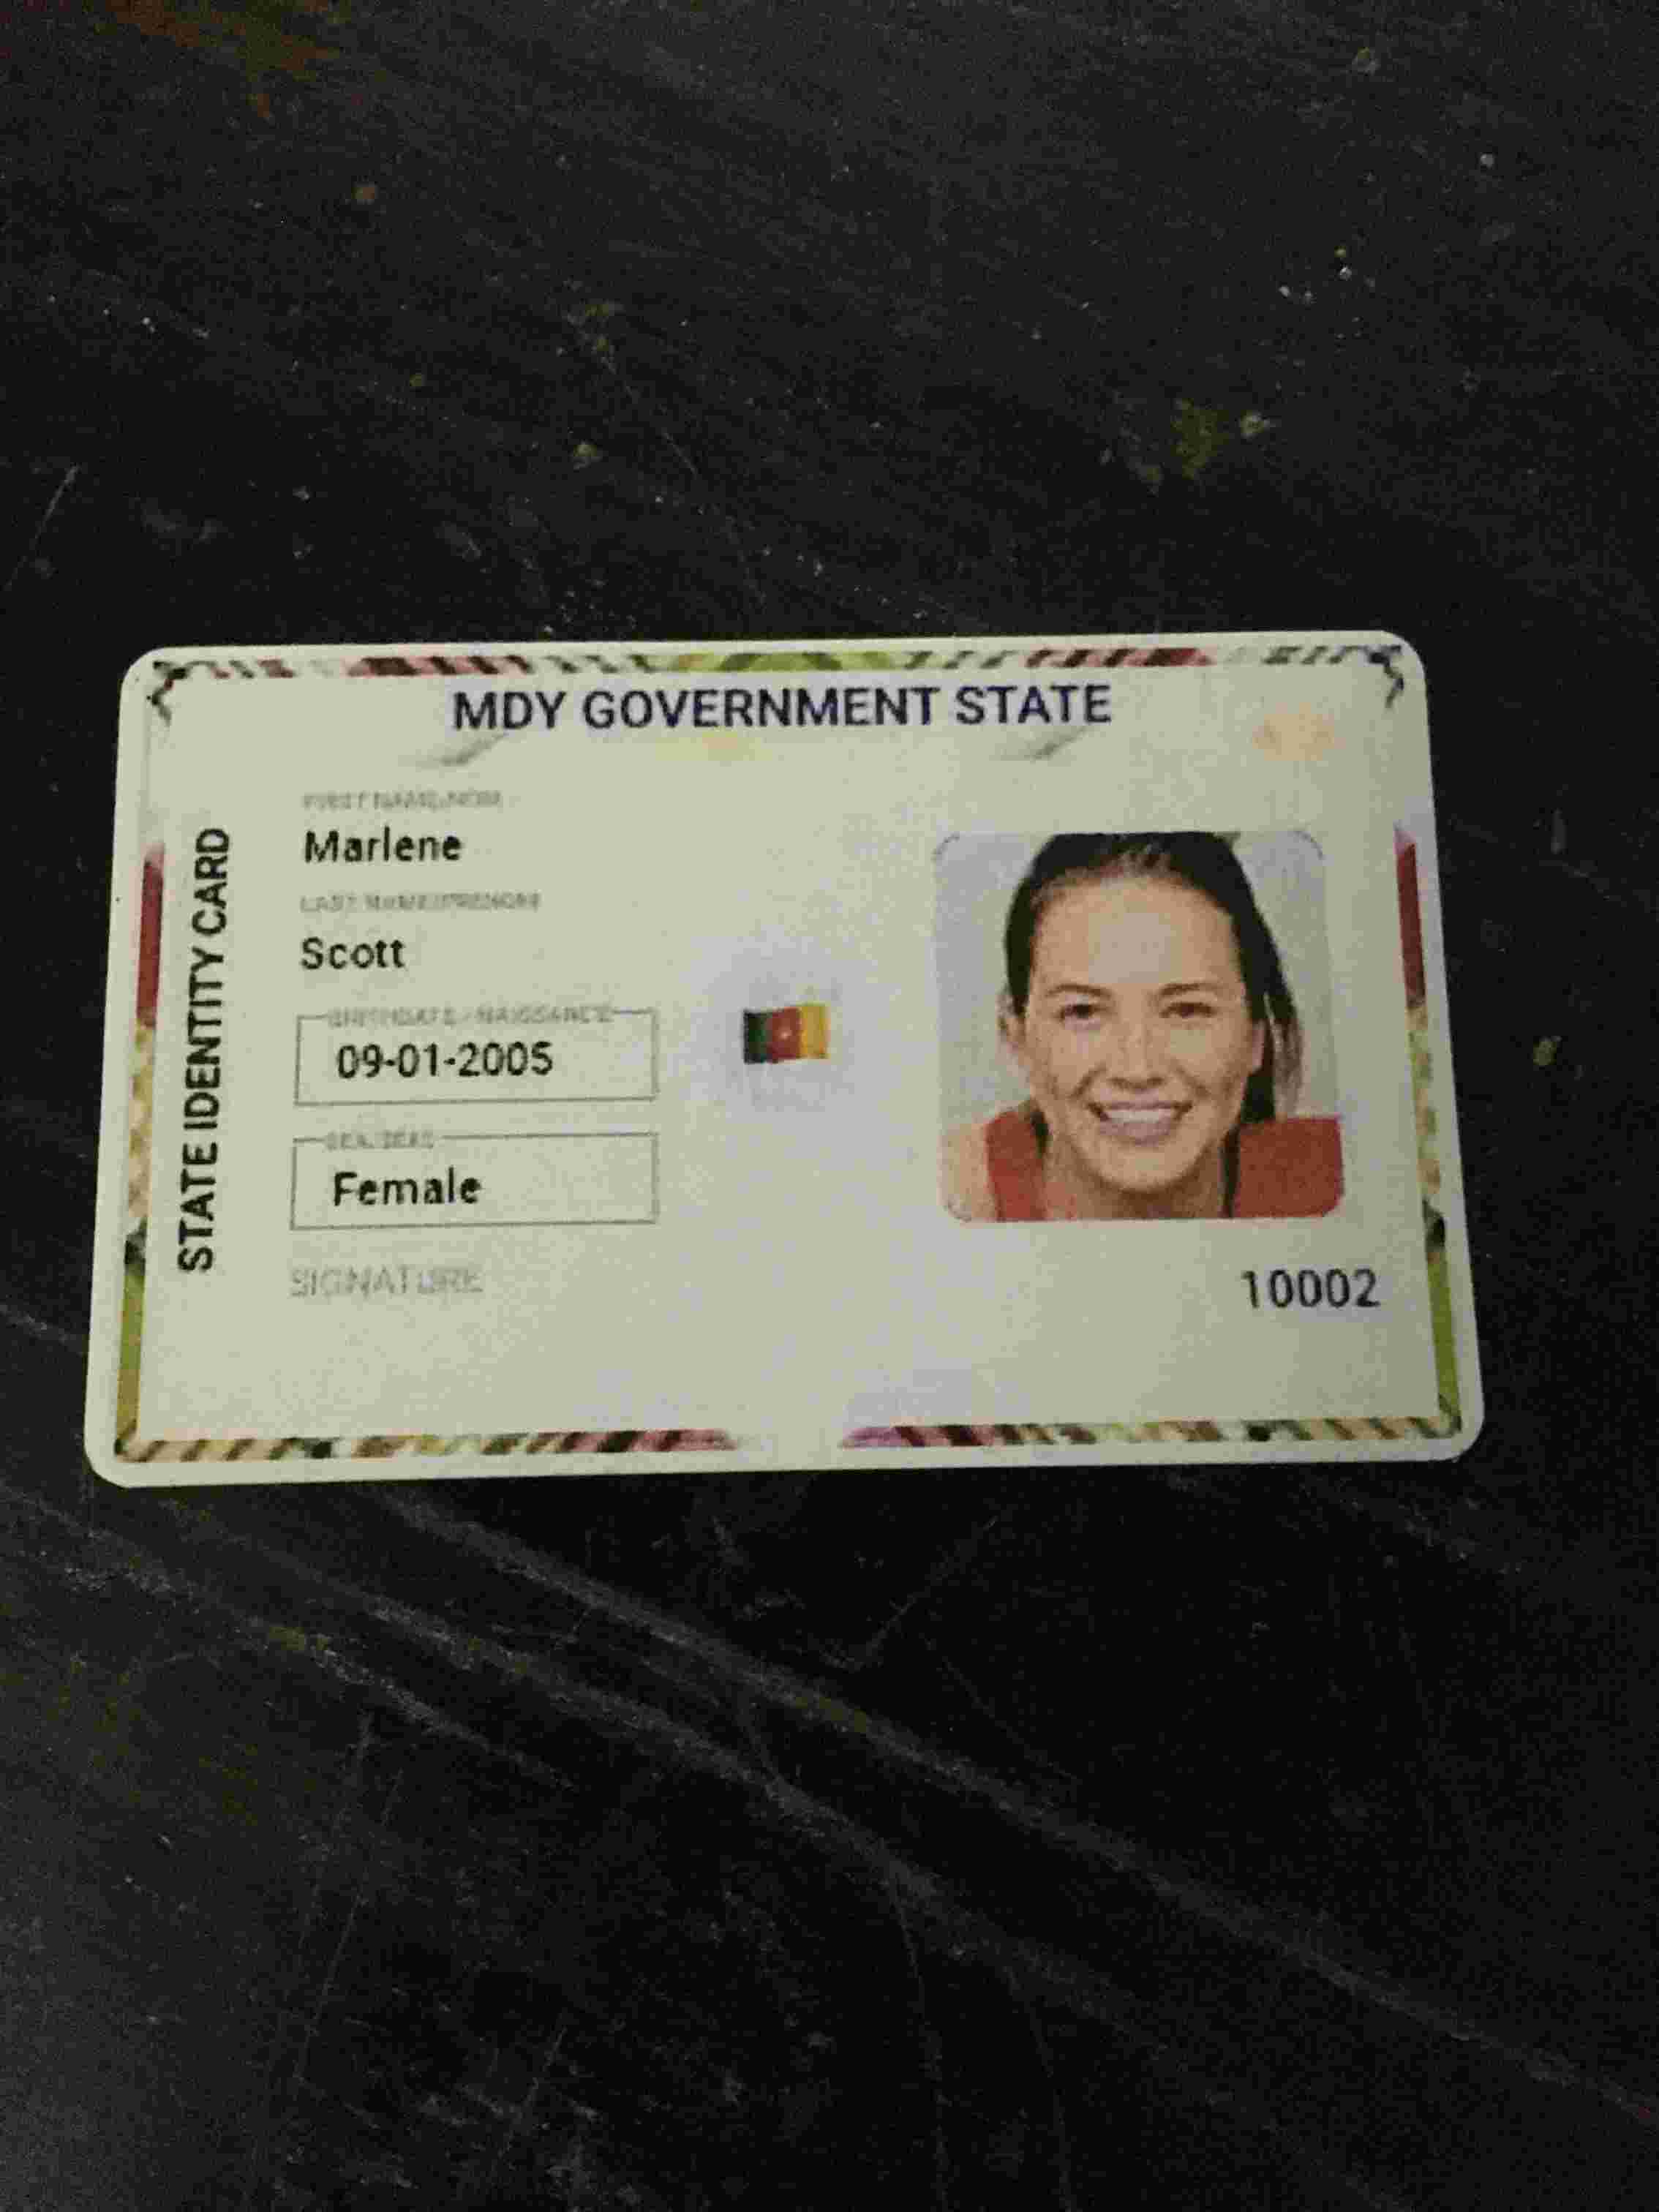 MDY GOVERNMENT STATE
STATE IDENTITY CARD
FIRST NAME/NOM
Marlene
LAST NAME/PRENOM
Scott
BIRTHDATE - NAISSANCE
09-01-2005
SEX/SEXE
Female
SIGNATURE
10002